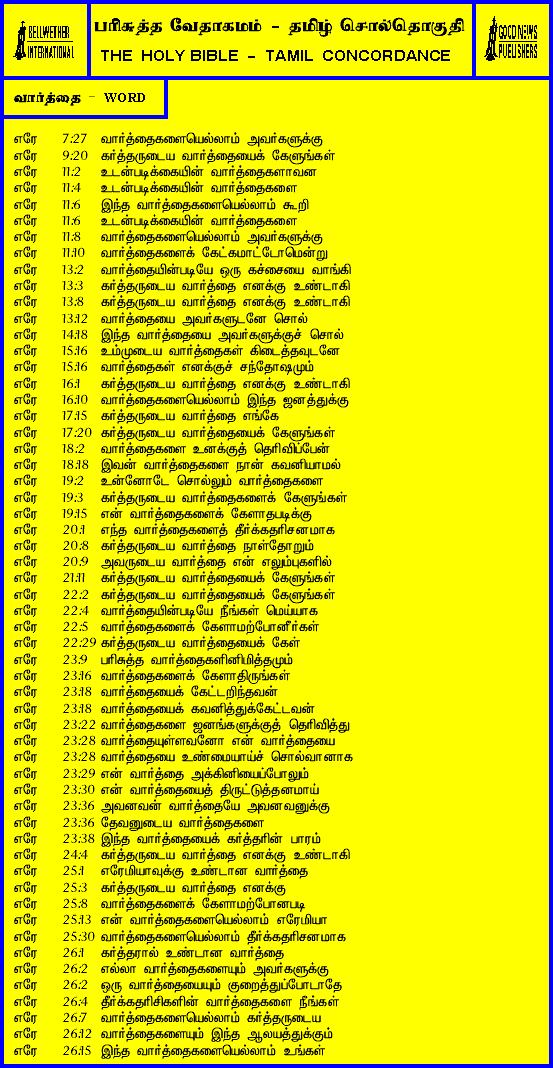 BELLWETHER
INTERNATIONAL
பரிசுத்த வேதாகமம் - தமிழ் சொல்தொகுதி
THE HOLY BIBLE - TAMIL CONCORDANCE
GOOD NEWS
PUBLISHERS
வார்த்தை - WORD
எரே 7:27 வார்த்தைகளையெல்லாம் அவர்களுக்கு
எரே 9:20 கர்த்தருடைய வார்த்தையைக் கேளுங்கள்
எரே 11:2 உடன்படிக்கையின் வார்த்தைகளாவன
எரே 11:4 உடன்படிக்கையின் வார்த்தைகளை
எரே 11:6 இந்த வார்த்தைகளையெல்லாம் கூறி
எரே 11:6 உடன்படிக்கையின் வார்த்தைகளை
எரே 11:8 வார்த்தைகளையெல்லாம் அவர்களுக்கு
எரே 11:10 வார்த்தைகளைக் கேட்கமாட்டோமென்று
எரே 13:2 வார்த்தையின்படியே ஒரு கச்சையை வாங்கி
எரே 13:3 கர்த்தருடைய வார்த்தை எனக்கு உண்டாகி
எரே 13:8 கர்த்தருடைய வார்த்தை எனக்கு உண்டாகி
எரே 13:12 வார்த்தையை அவர்களுடனே சொல்
எரே 14:18 இந்த வார்த்தையை அவர்களுக்குச் சொல்
எரே 15:16 உம்முடைய வார்த்தைகள் கிடைத்தவுடனே
எரே 15:16 வார்த்தைகள் எனக்குச் சந்தோஷமும்
எரே 16:1 கர்த்தருடைய வார்த்தை எனக்கு உண்டாகி
எரே 16:10 வார்த்தைகளையெல்லாம் இந்த ஜனத்துக்கு
எரே 17:15 கர்த்தருடைய வார்த்தை எங்கே
எரே 17:20 கர்த்தருடைய வார்த்தையைக் கேளுங்கள்
எரே 18:2 வார்த்தைகளை உனக்குத் தெரிவிப்பேன்
எரே 18:18 இவன் வார்த்தைகளை நான் கவனியாமல்
எரே 19:2 உன்னோடே சொல்லும் வார்த்தைகளை
எரே 19:3 கர்த்தருடைய வார்த்தைகளைக் கேளுங்கள்
எரே 19:15 என் வார்த்தைகளைக் கேளாதபடிக்கு
எரே 20:1 எந்த வார்த்தைகளைத் தீர்க்கதரிசனமாக
எரே 20:8 கர்த்தருடைய வார்த்தை நாள்தோறும்
எரே 20:9 அவருடைய வார்த்தை என் எலும்புகளில்
எரே 21:11 கர்த்தருடைய வார்த்தையைக் கேளுங்கள்
எரே 22:2 கர்த்தருடைய வார்த்தையைக் கேளுங்கள்
எரே 22:4 வார்த்தையின்படியே நீங்கள் மெய்யாக
எரே 22:5 வார்த்தைகளைக் கேளாமற்போனீர்கள்
எரே 22:29 கர்த்தருடைய வார்த்தையைக் கேள்
எரே 23:9 பரிசுத்த வார்த்தைகளினிமித்தமும்
எரே 23:16 வார்த்தைகளைக் கேளாதிருங்கள்
எரே 23:18 வார்த்தையைக் கேட்டறிந்தவன்
எரே 23:18 வார்த்தையைக் கவனித்துக்கேட்டவன்
எரே 23:22 வார்த்தைகளை ஜனங்களுக்குத் தெரிவித்து
எரே 23:28 வார்த்தையுள்ளவனோ என் வார்த்தையை
எரே 23:28 வார்த்தையை உண்மையாய்ச் சொல்வானாக
எரே 23:29 என் வார்த்தை அக்கினியைப்போலும்
எரே 23:30 என் வார்த்தையைத் திருட்டுத்தனமாய்
எரே 23:36 அவனவன் வார்த்தையே அவனவனுக்கு
எரே 23:36 தேவனுடைய வார்த்தைகளை
எரே 23:38 இந்த வார்த்தையைக் கர்த்தரின் பாரம்
எரே 24:4 கர்த்தருடைய வார்த்தை எனக்கு உண்டாகி
எரே 25:1 எரேமியாவுக்கு உண்டான வார்த்தை
எரே 25:3 கர்த்தருடைய வார்த்தை எனக்கு
எரே 25:8 வார்த்தைகளைக் கேளாமற்போனபடி
எரே 25:13 என் வார்த்தைகளையெல்லாம் எரேமியா
எரே 25:30 வார்த்தைகளையெல்லாம் தீர்க்கதரிசனமாக
எரே 26:1 கர்த்தரால் உண்டான வார்த்தை
எரே 26:2 எல்லா வார்த்தைகளையும் அவர்களுக்கு
எரே 26:2 ஒரு வார்த்தையையும் குறைத்துப்போடாதே
எரே 26:4 தீர்க்கதரிசிகளின் வார்த்தைகளை நீங்கள்
எரே 26:7 வார்த்தைகளையெல்லாம் கர்த்தருடைய
எரே 26:12 வார்த்தைகளையும் இந்த ஆலயத்துக்கும்
எரே 26:15 இந்த வார்த்தைகளையெல்லாம் உங்கள்